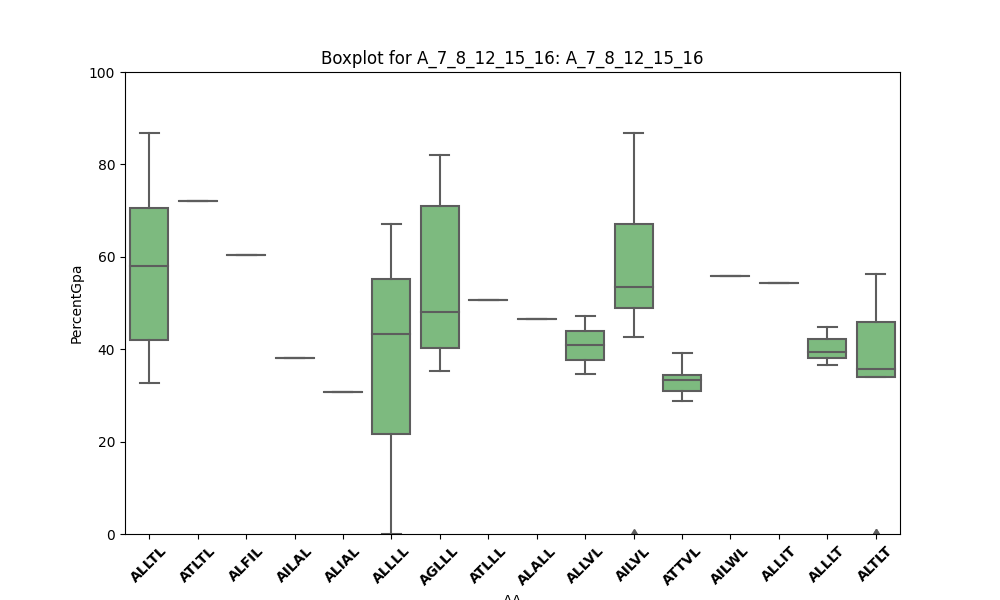 Boxplot for A_7_8_12_15_16: A_7_8_12_15_16
PercentGpa
100
80
60
40
20
0
ALLTL
ATLTL
ALFIL
AILAL
ALIAL
ALLLL
AGLLL
ATLLL
ALALL
ALLVL
AILVL
ATTVL
AILWL
ALLIT
ALLLT
ALTLT
AA